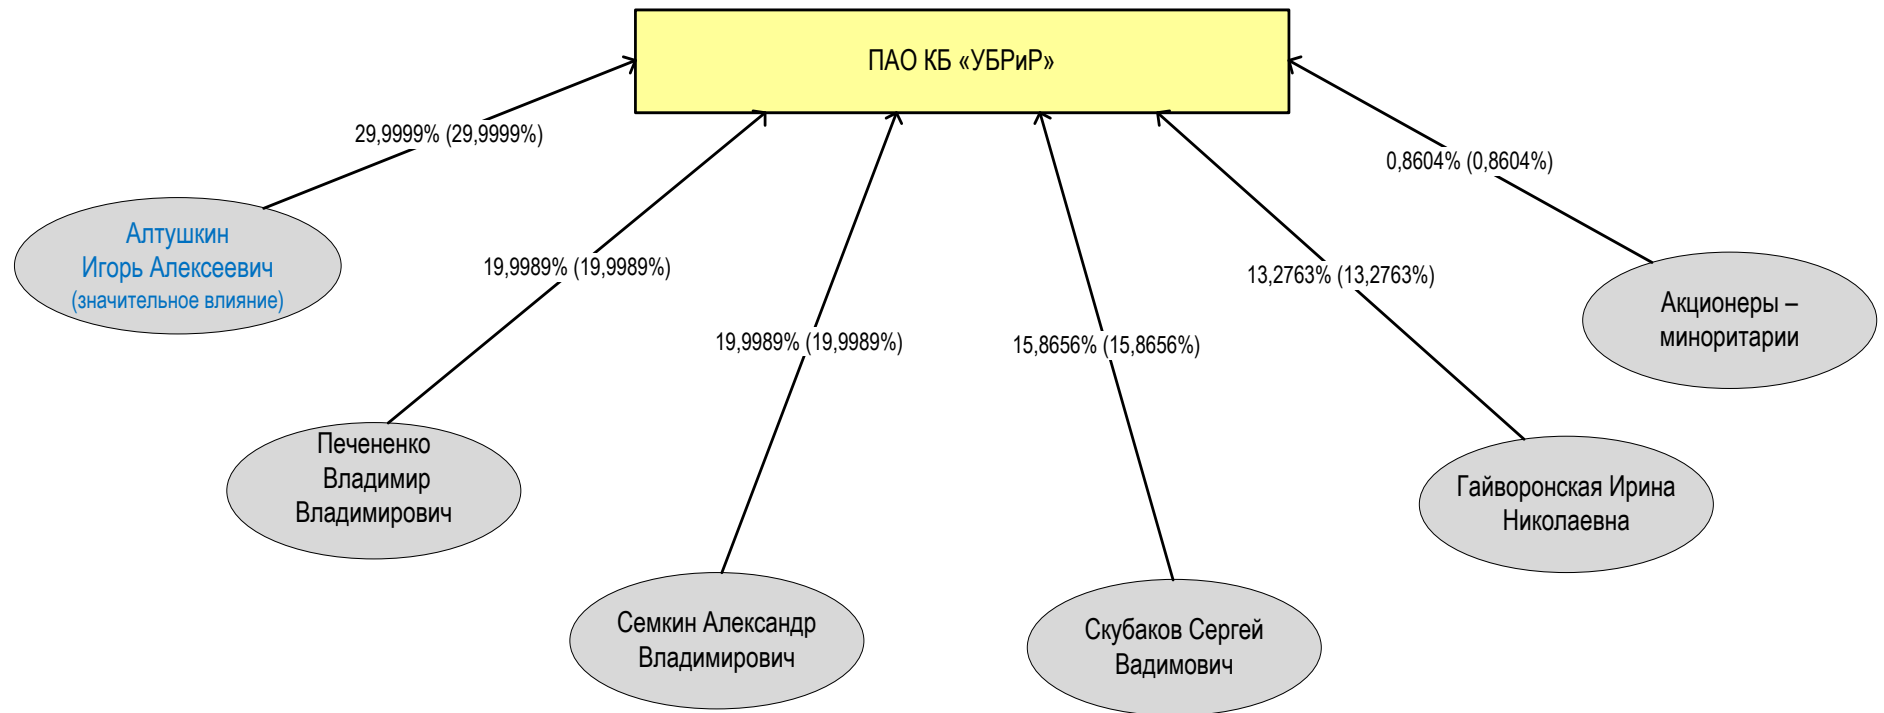 ПАО КБ «УБРиР»
29,9999% (29,9999%)
0,8604% (0,8604%)
Алтушкин
Игорь Алексеевич
(значительное влияние)
19,9989% (19,9989%)
13,2763% (13,2763%)
Акционеры –
миноритарии
19,9989% (19,9989%)
15,8656% (15,8656%)
Печененко
Владимир
Владимирович
Гайворонская Ирина
Николаевна
Семкин Александр
Владимирович
Скубаков Сергей
Вадимович